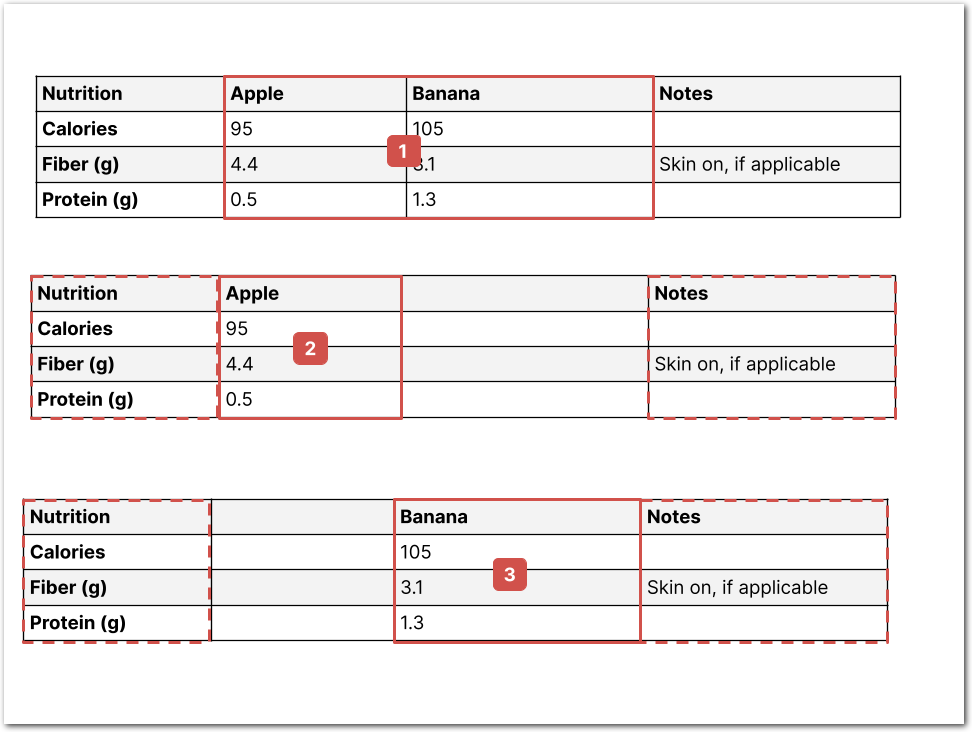 Nutrition Apple Banana Notes
Calories 95 105
1
Fiber (g) 4.4 3.1 Skin on, if applicable
Protein (g) 0.5 1.3
Nutrition Apple Notes
Calories 95
2
Fiber (g) 4.4 Skin on, if applicable
Protein (g) 0.5
Nutrition Banana Notes
Calories 105
3
Fiber (g) 3.1 Skin on, if applicable
Protein (g) 1.3